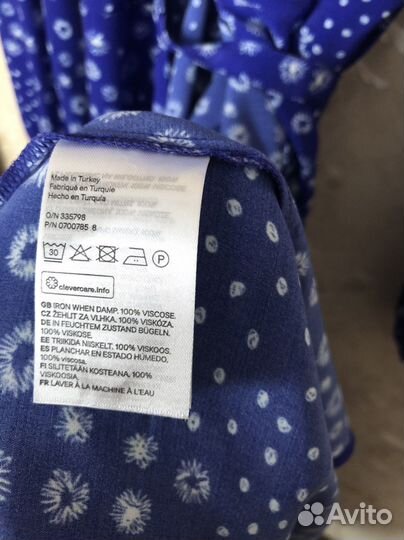 Made in Turkey
Fabriqué en Turquie
Hecho en Turquía
O/N 335798
P/N 0700785 8
30 P
clevercare.info
GB IRON WHEN DAMP. 100% VISCOSE.
CZ ŽEHLIT ZA VLHKA. 100% VISKÓZA.
DE IN FEUCHTEM ZUSTAND BÜGELN.
100% VISKOSE.
EE TRIIKIDA NIISKELT. 100% VISKOOS.
ES PLANCHAR EN ESTADO HÚMEDO.
100% viscosa.
FI SILITETÄÄN KOSTEANA. 100%
VISKOOSIA.
FR LAVER À LA MACHINE À L'EAU
Avito